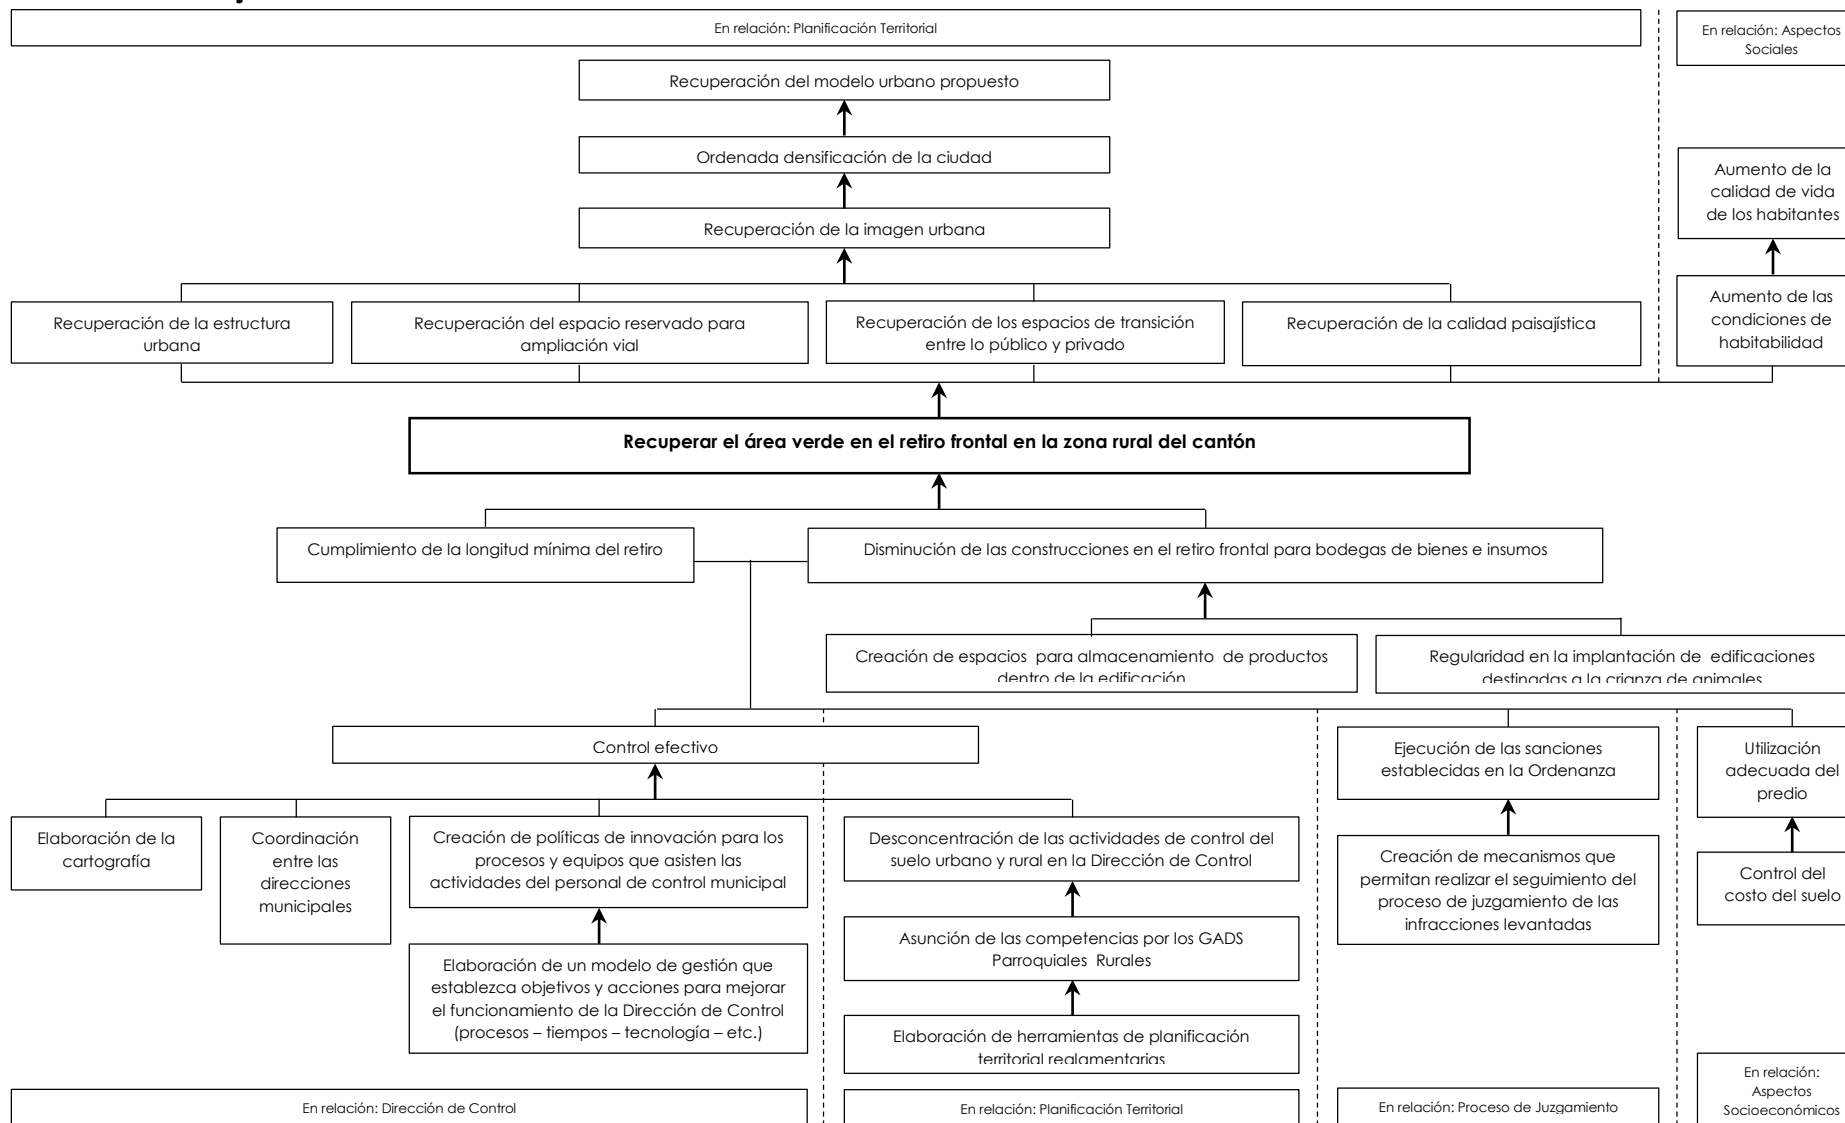 En relación: Planificación Territorial
En relación: Aspectos
Sociales
Recuperación del modelo urbano propuesto
Ordenada densificación de la ciudad
Aumento de la
calidad de vida
de los habitantes
Recuperación de la imagen urbana
Recuperación de la estructura
urbana
Recuperación del espacio reservado para
ampliación vial
Recuperación de los espacios de transición
entre lo público y privado
Recuperación de la calidad paisajística
Aumento de las
condiciones de
habitabilidad
Recuperar el área verde en el retiro frontal en la zona rural del cantón
Cumplimiento de la longitud mínima del retiro
Disminución de las construcciones en el retiro frontal para bodegas de bienes e insumos
Creación de espacios para almacenamiento de productos
dentro de la edificación
Regularidad en la implantación de edificaciones
destinadas a la crianza de animales
Control efectivo
Ejecución de las sanciones
establecidas en la Ordenanza
Utilización
adecuada del
predio
Elaboración de la
cartografía
Coordinación
entre las
direcciones
municipales
Creación de políticas de innovación para los
procesos y equipos que asisten las
actividades del personal de control municipal
Desconcentración de las actividades de control del
suelo urbano y rural en la Dirección de Control
Creación de mecanismos que
permitan realizar el seguimiento del
proceso de juzgamiento de las
infracciones levantadas
Control del
costo del suelo
Asunción de las competencias por los GADS
Parroquiales Rurales
Elaboración de un modelo de gestión que
establezca objetivos y acciones para mejorar
el funcionamiento de la Dirección de Control
(procesos – tiempos – tecnología – etc.)
Elaboración de herramientas de planificación
territorial reglamentarias
En relación: Dirección de Control
En relación: Planificación Territorial
En relación: Proceso de Juzgamiento
En relación:
Aspectos
Socioeconómicos